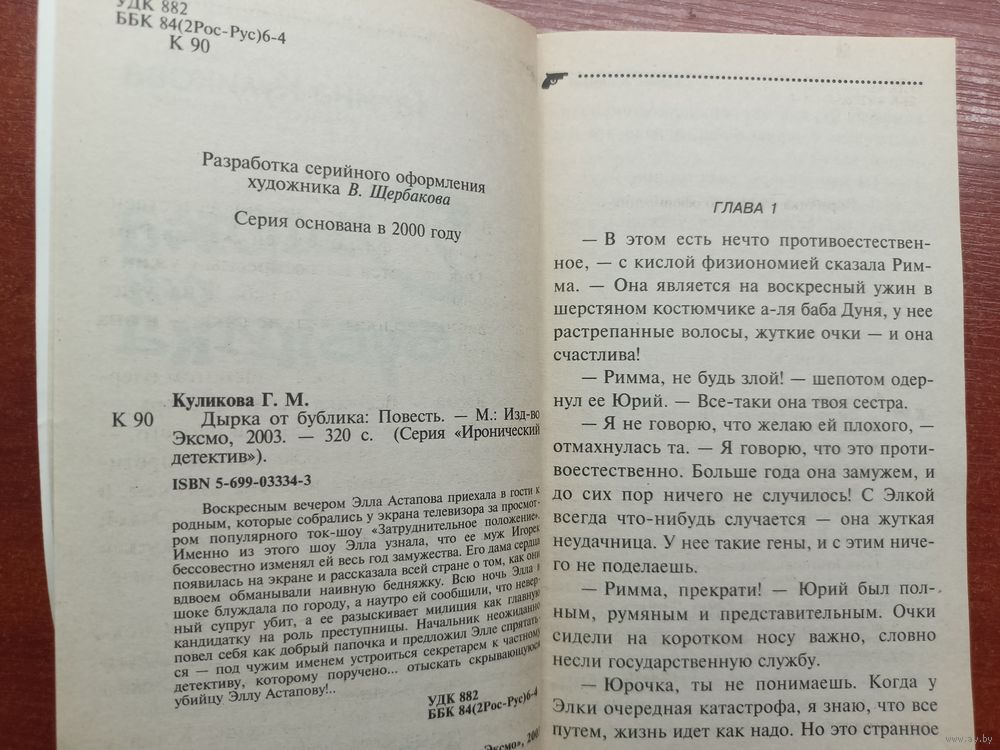 УДК 882
ББК 84(2Рос-Рус)6-4
К 90
Разработка серийного оформления
художника В. Щербакова
Серия основана в 2000 году
Куликова Г. М.
К 90 Дырка от бублика: Повесть. — М.: Изд-во
Эксмо, 2003. — 320 с. (Серия «Иронический
детектив»).
ISBN 5-699-03334-3
Воскресным вечером Элла Астапова приехала в гости к
родным, которые собрались у экрана телевизора за просмот-
ром популярного ток-шоу «Затруднительное положение».
Именно из этого шоу Элла узнала, что ее муж Игорек
бессовестно изменял ей весь год замужества. Его дама сердца
появилась на экране и рассказала всей стране о том, как они
вдвоем обманывали наивную бедняжку. Всю ночь Элла в
шоке блуждала по городу, а наутро ей сообщили, что невер-
ный супруг убит, а ее разыскивает милиция как главную
кандидатку на роль преступницы. Начальник неожиданно
повел себя как добрый папочка и предложил Элле спрятать-
ся — под чужим именем устроиться секретарем к частному
детективу, которому поручено... отыскать скрывающуюся
убийцу Эллу Астапову!..
УДК 882
ББК 84(2Рос-Рус)6-4
Эксмо», 200
ГЛАВА 1
— В этом есть нечто противоестествен-
ное, — с кислой физиономией сказала Рим-
ма. — Она является на воскресный ужин в
шерстяном костюмчике а-ля баба Дуня, у нее
растрепанные волосы, жуткие очки — и она
счастлива!
— Римма, не будь злой! — шепотом одер-
нул ее Юрий. — Все-таки она твоя сестра.
— Я не говорю, что желаю ей плохого, —
отмахнулась та. — Я говорю, что это проти-
воестественно. Больше года она замужем, и
до сих пор ничего не случилось! С Элкой
всегда что-нибудь случается — она жуткая
неудачница. У нее такие гены, и с этим ниче-
го не поделаешь.
— Римма, прекрати! — Юрий был пол-
ным, румяным и представительным. Очки
сидели на коротком носу важно, словно
несли государственную службу.
— Юрочка, ты не понимаешь. Когда у
Элки очередная катастрофа, я знаю, что все
путем, жизнь идет как надо. Но это странное
www.ay.by